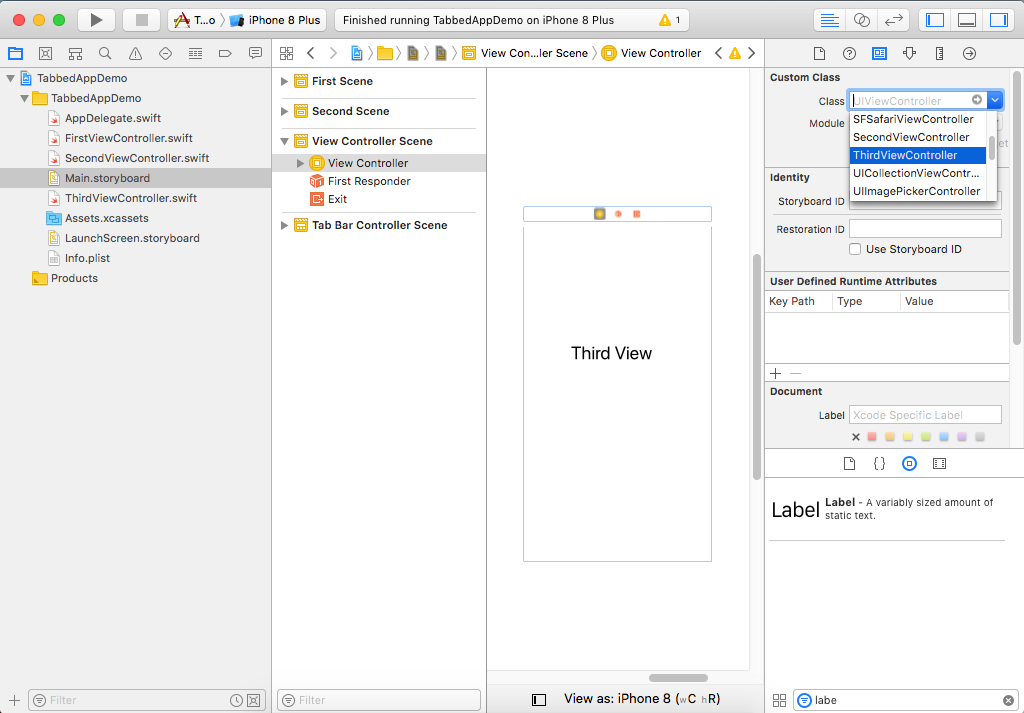 T...o
iPhone 8 Plus
Finished running TabbedAppDemo on iPhone 8 Plus
1
View Con...ler Scene
View Controller
TabbedAppDemo
TabbedAppDemo
AppDelegate.swift
FirstViewController.swift
SecondViewController.swift
Main.storyboard
ThirdViewController.swift
Assets.xcassets
LaunchScreen.storyboard
Info.plist
Products
Filter
First Scene
Second Scene
View Controller Scene
View Controller
First Responder
Exit
Tab Bar Controller Scene
Filter
Third View
View as: iPhone 8 (wC hR)
Custom Class
Class UIViewController
Module
SFSafariViewController
SecondViewController
ThirdViewController
UICollectionViewContr...
UIImagePickerController
Identity
Storyboard ID
Restoration ID
Use Storyboard ID
User Defined Runtime Attributes
Key Path Type Value
Document
Label Xcode Specific Label
Label
Label - A variably sized amount of
static text.
labe